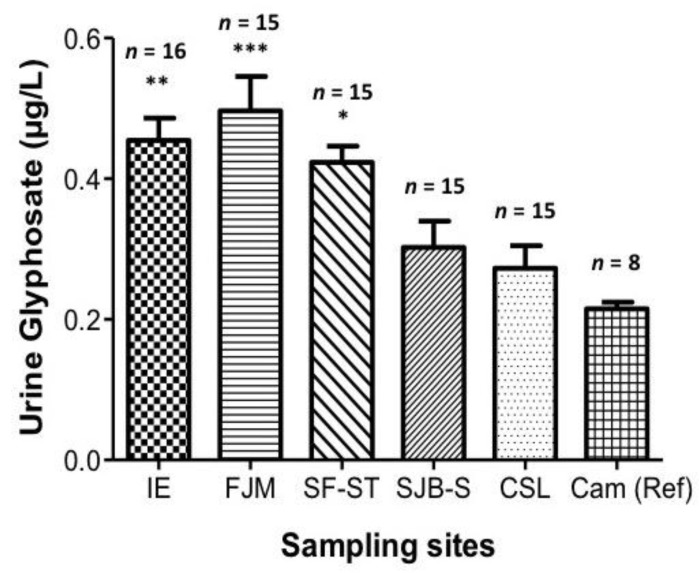 Urine Glyphosate (µg/L)
0.6
0.4
0.2
0.0
n = 16
**
n = 15
***
n = 15
*
n = 15
n = 15
n = 8
IE FJM SF-ST SJB-S CSL Cam (Ref)
Sampling sites